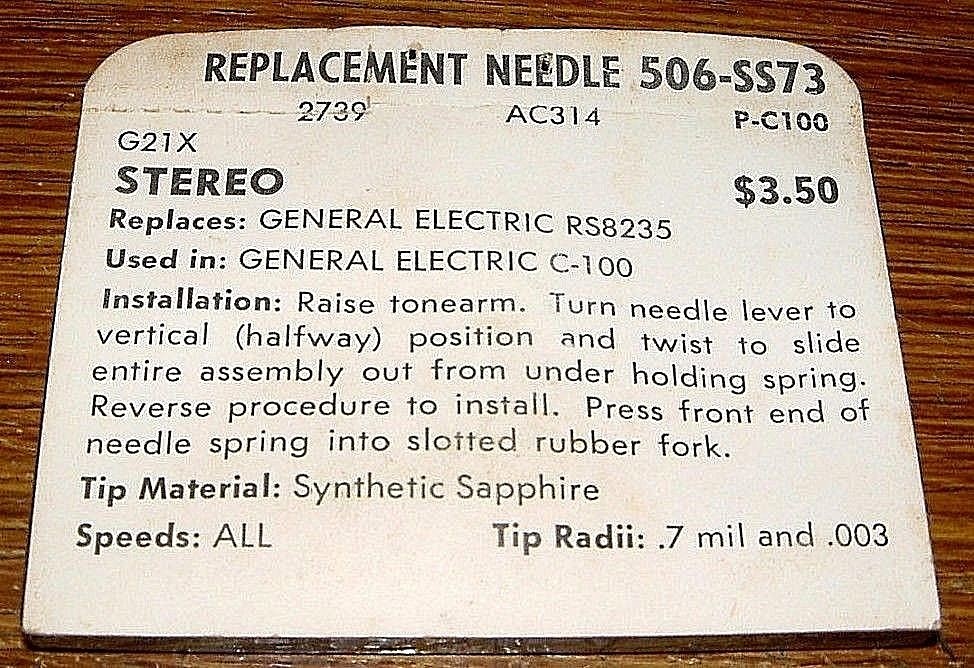 REPLACEMENT NEEDLE 506-SS73
2739 AC314 P-C100
G21X
STEREO $3.50
Replaces: GENERAL ELECTRIC RS8235
Used in: GENERAL ELECTRIC C-100
Installation: Raise tonearm. Turn needle lever to
vertical (halfway) position and twist to slide
entire assembly out from under holding spring.
Reverse procedure to install. Press front end of
needle spring into slotted rubber fork.
Tip Material: Synthetic Sapphire
Speeds: ALL Tip Radii: .7 mil and .003